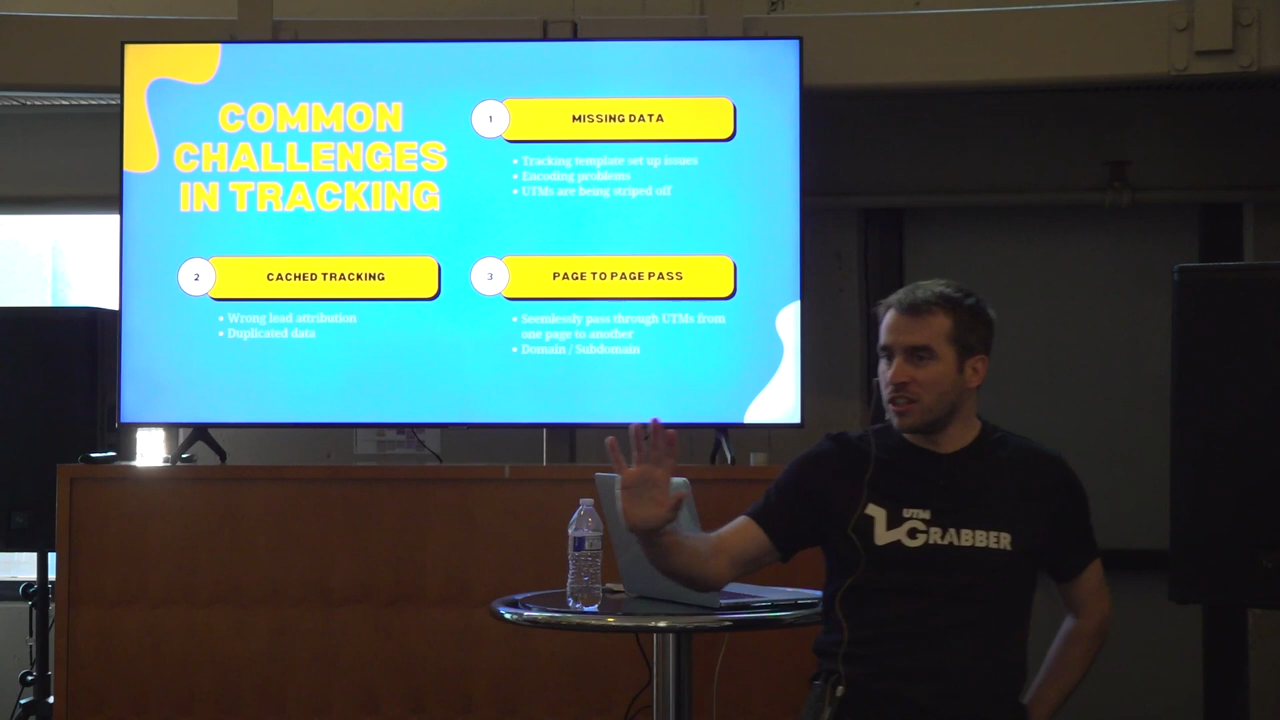 COMMON
CHALLENGES
IN TRACKING
1
MISSING DATA
• Tracking template set up issues
• Encoding problems
• UTMs are being striped off
2
CACHED TRACKING
• Wrong lead attribution
• Duplicated data
3
PAGE TO PAGE PASS
• Seemlessly pass through UTMs from
one page to another
• Domain / Subdomain
UTM
GRABBER